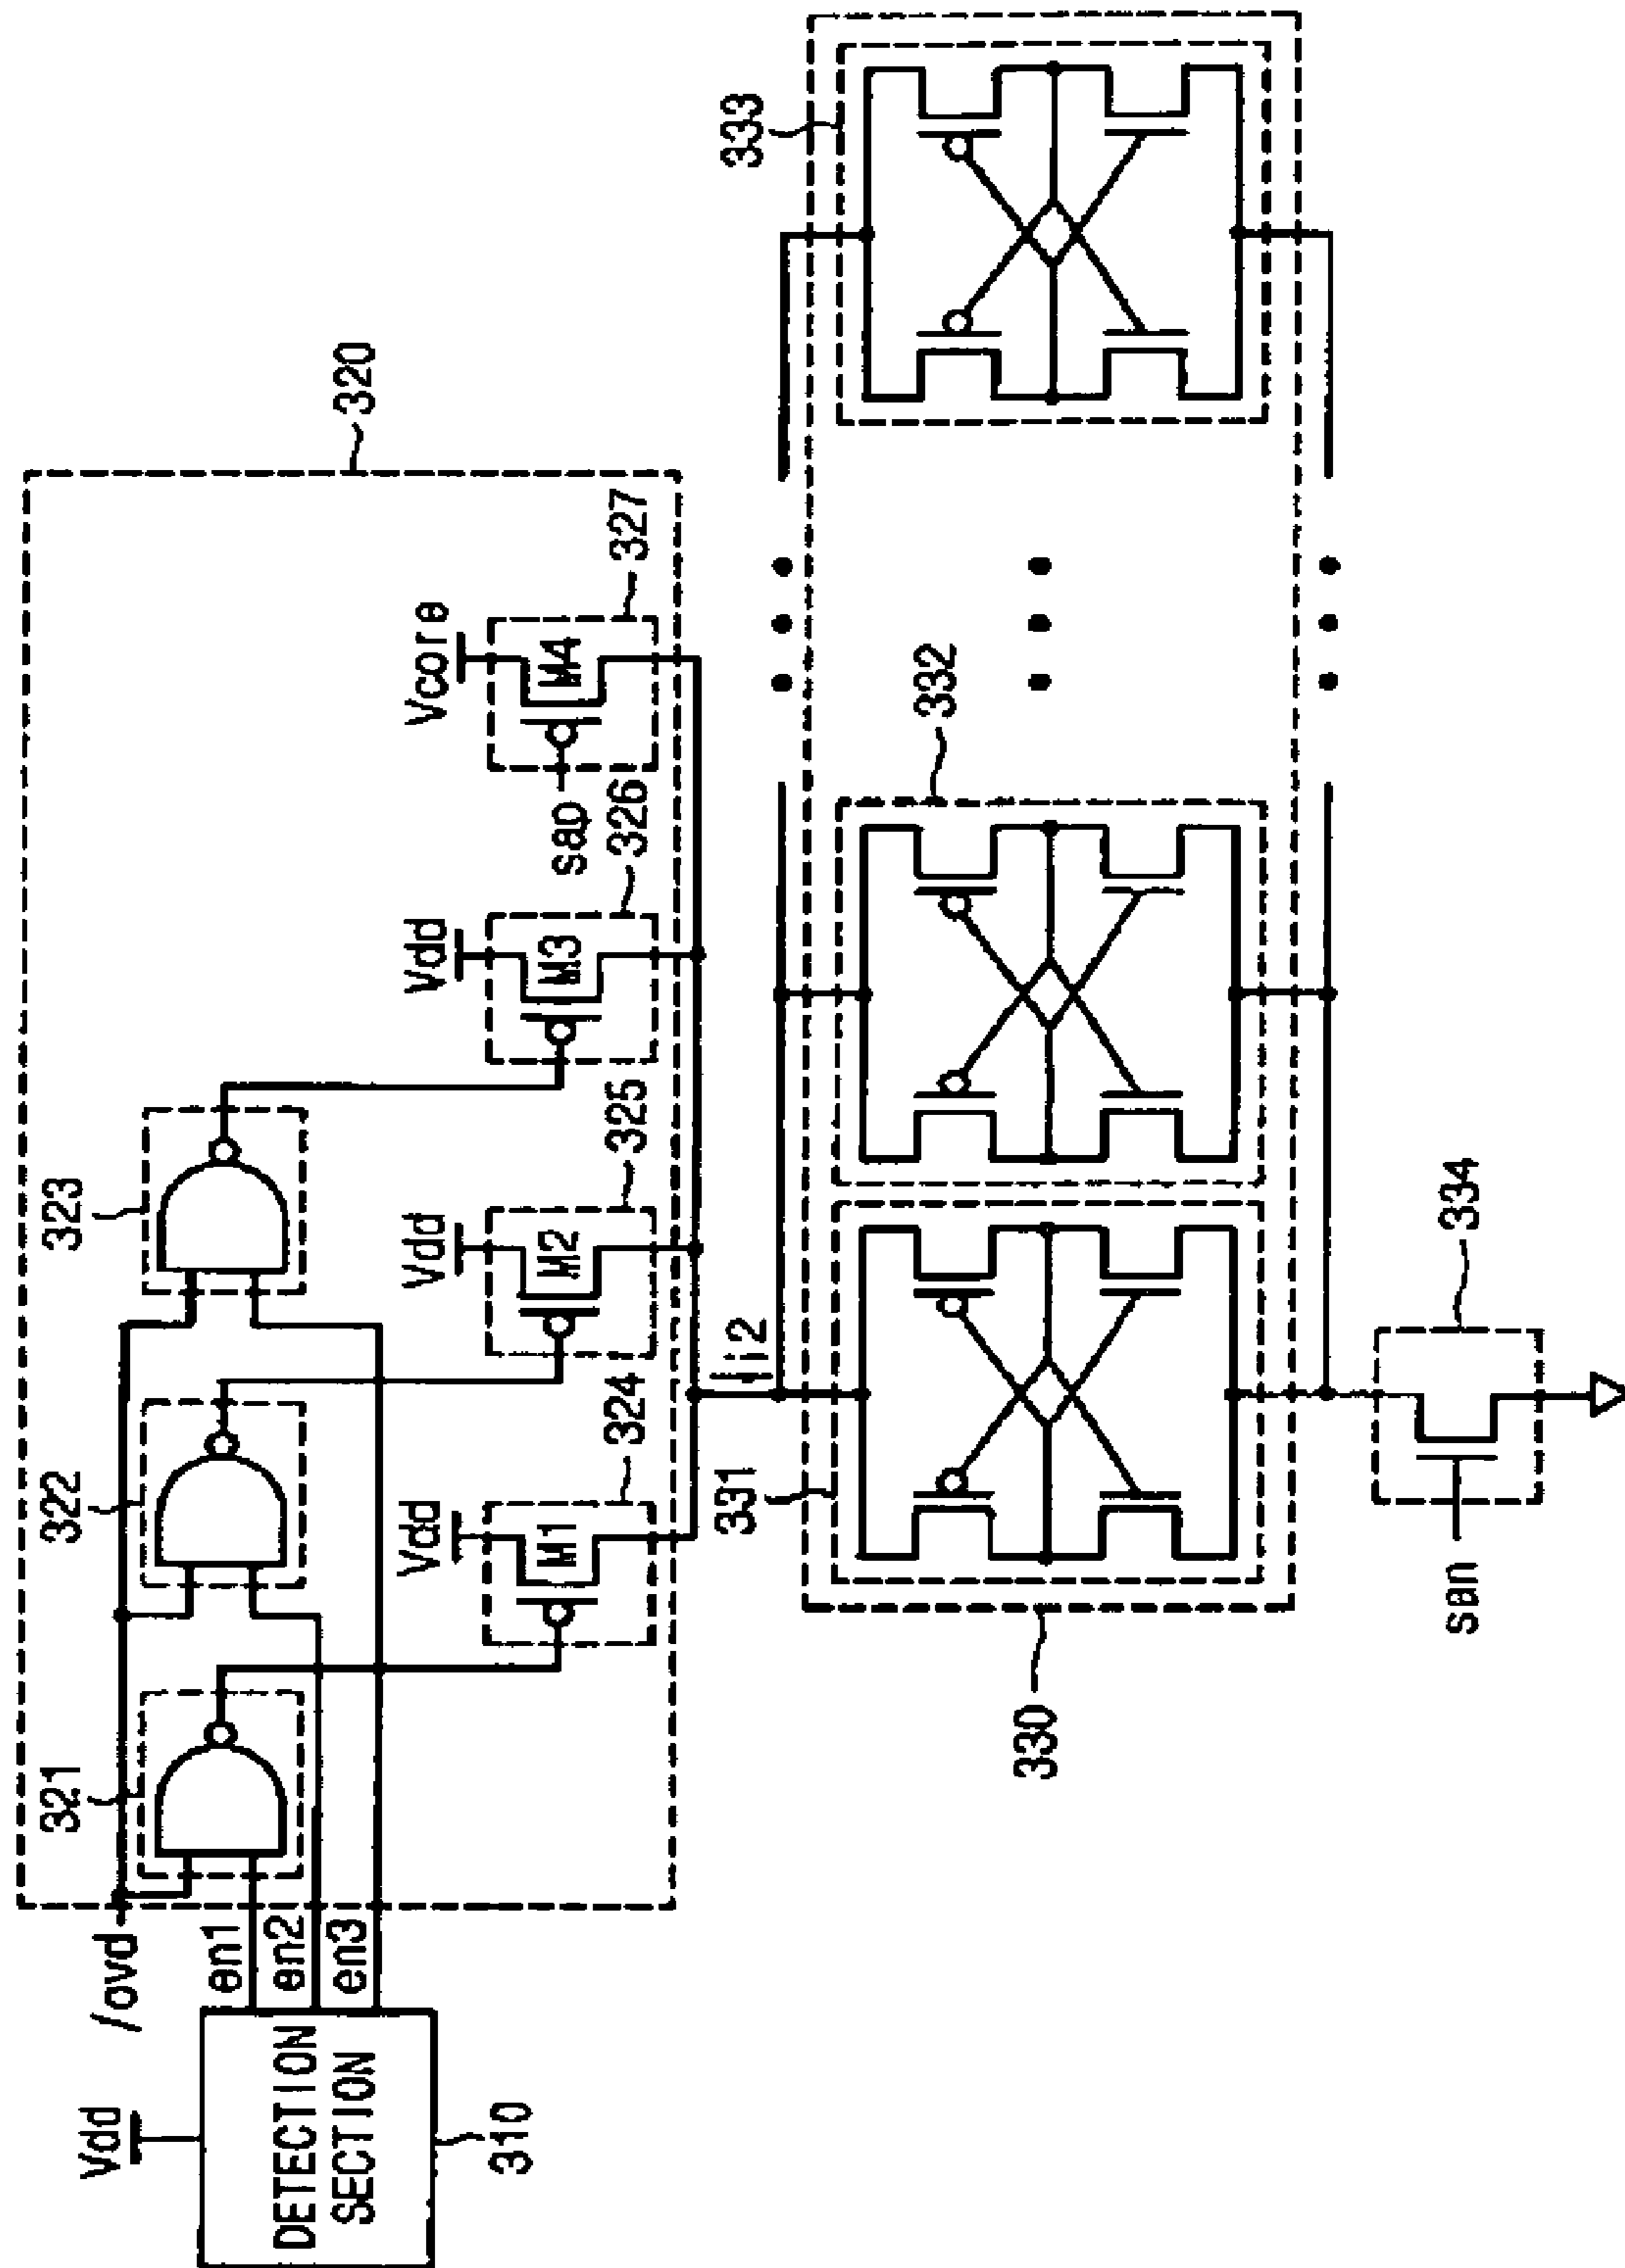 Vdd
DETECTION
SECTION
310
/ovd
en1
en2
en3
321
322
323
320
Vdd
M1
324
Vdd
M2
325
Vdd
M3
326
Vcore
M4
327
sap
i2
331
332
333
330
san
334